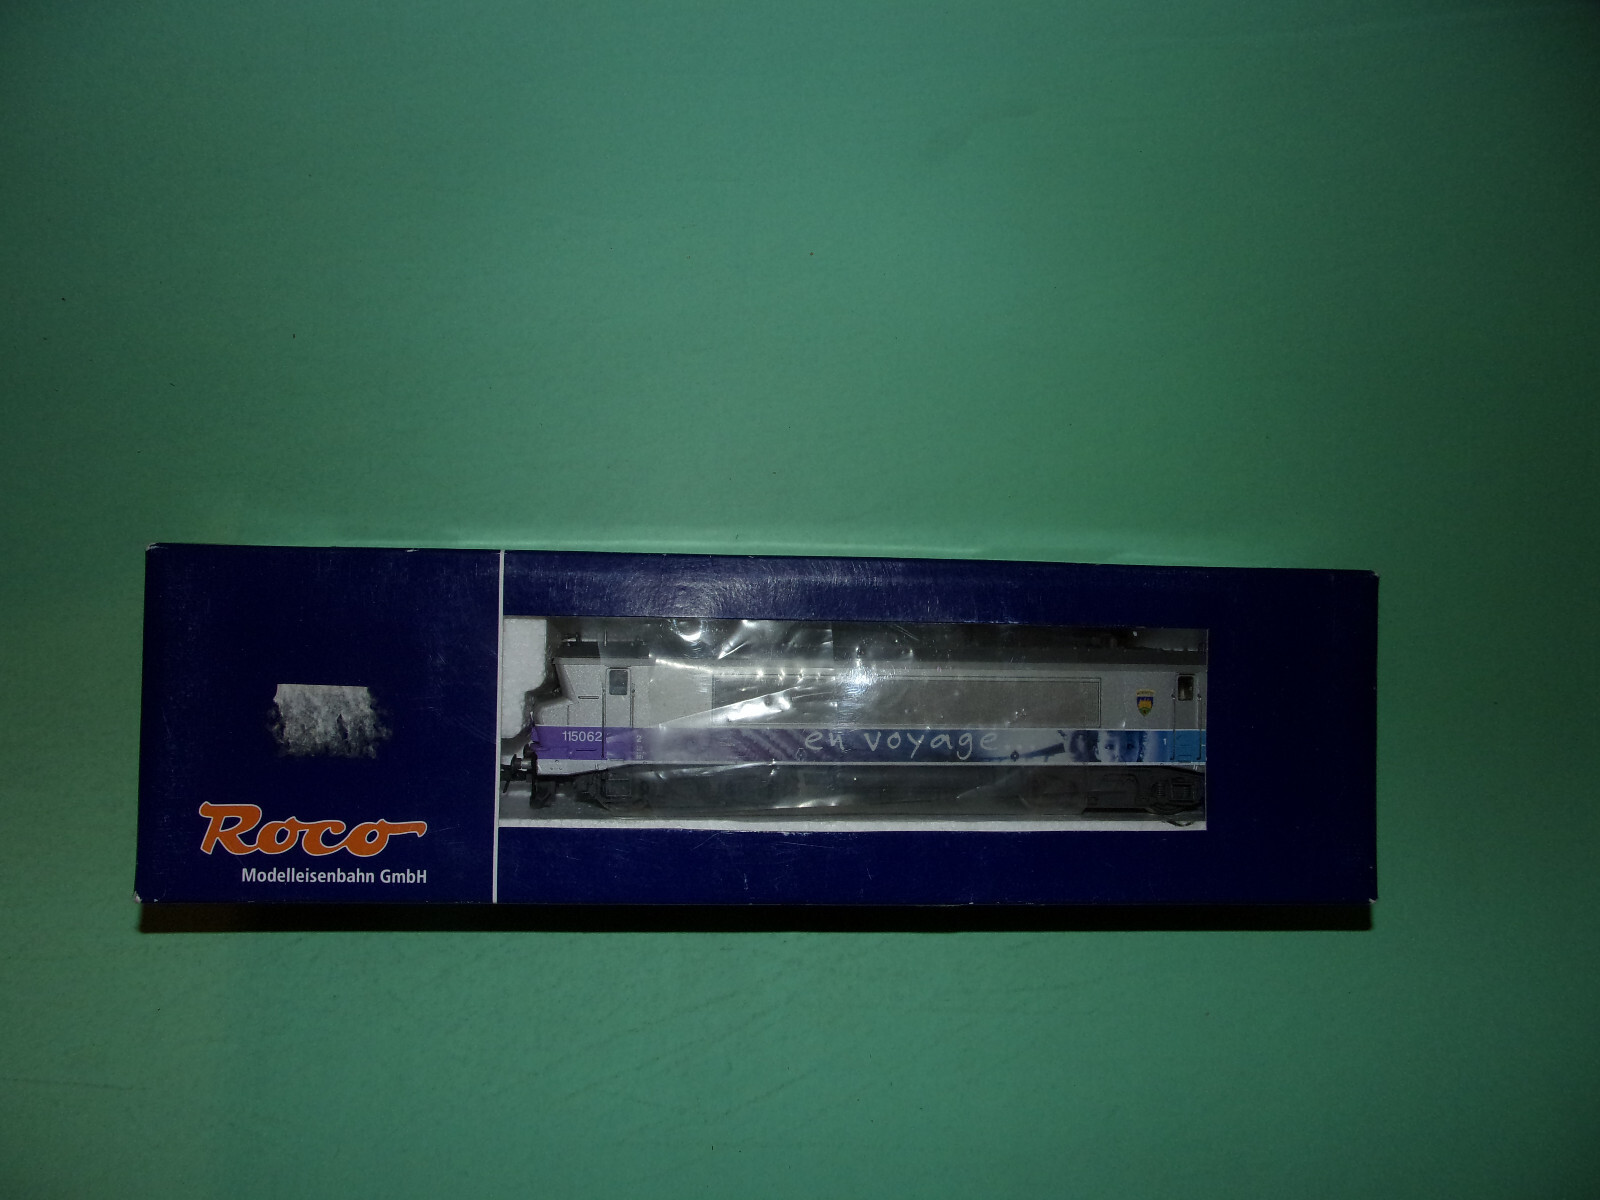 115062
en voyage...
Roco
Modelleisenbahn GmbH